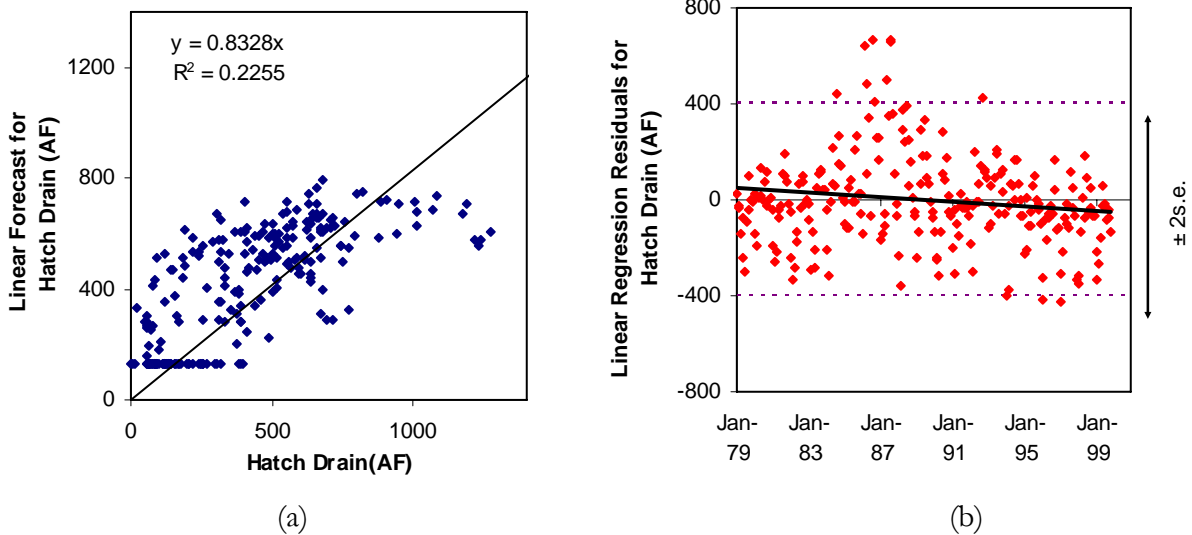 y = 0.8328x
R² = 0.2255
Linear Forecast for
Hatch Drain (AF)
1200
800
400
0
0
500
1000
Hatch Drain(AF)
(a)
Linear Regression Residuals for
Hatch Drain (AF)
800
400
0
-400
-800
Jan-
79
Jan-
83
Jan-
87
Jan-
91
Jan-
95
Jan-
99
± 2s.e.
(b)